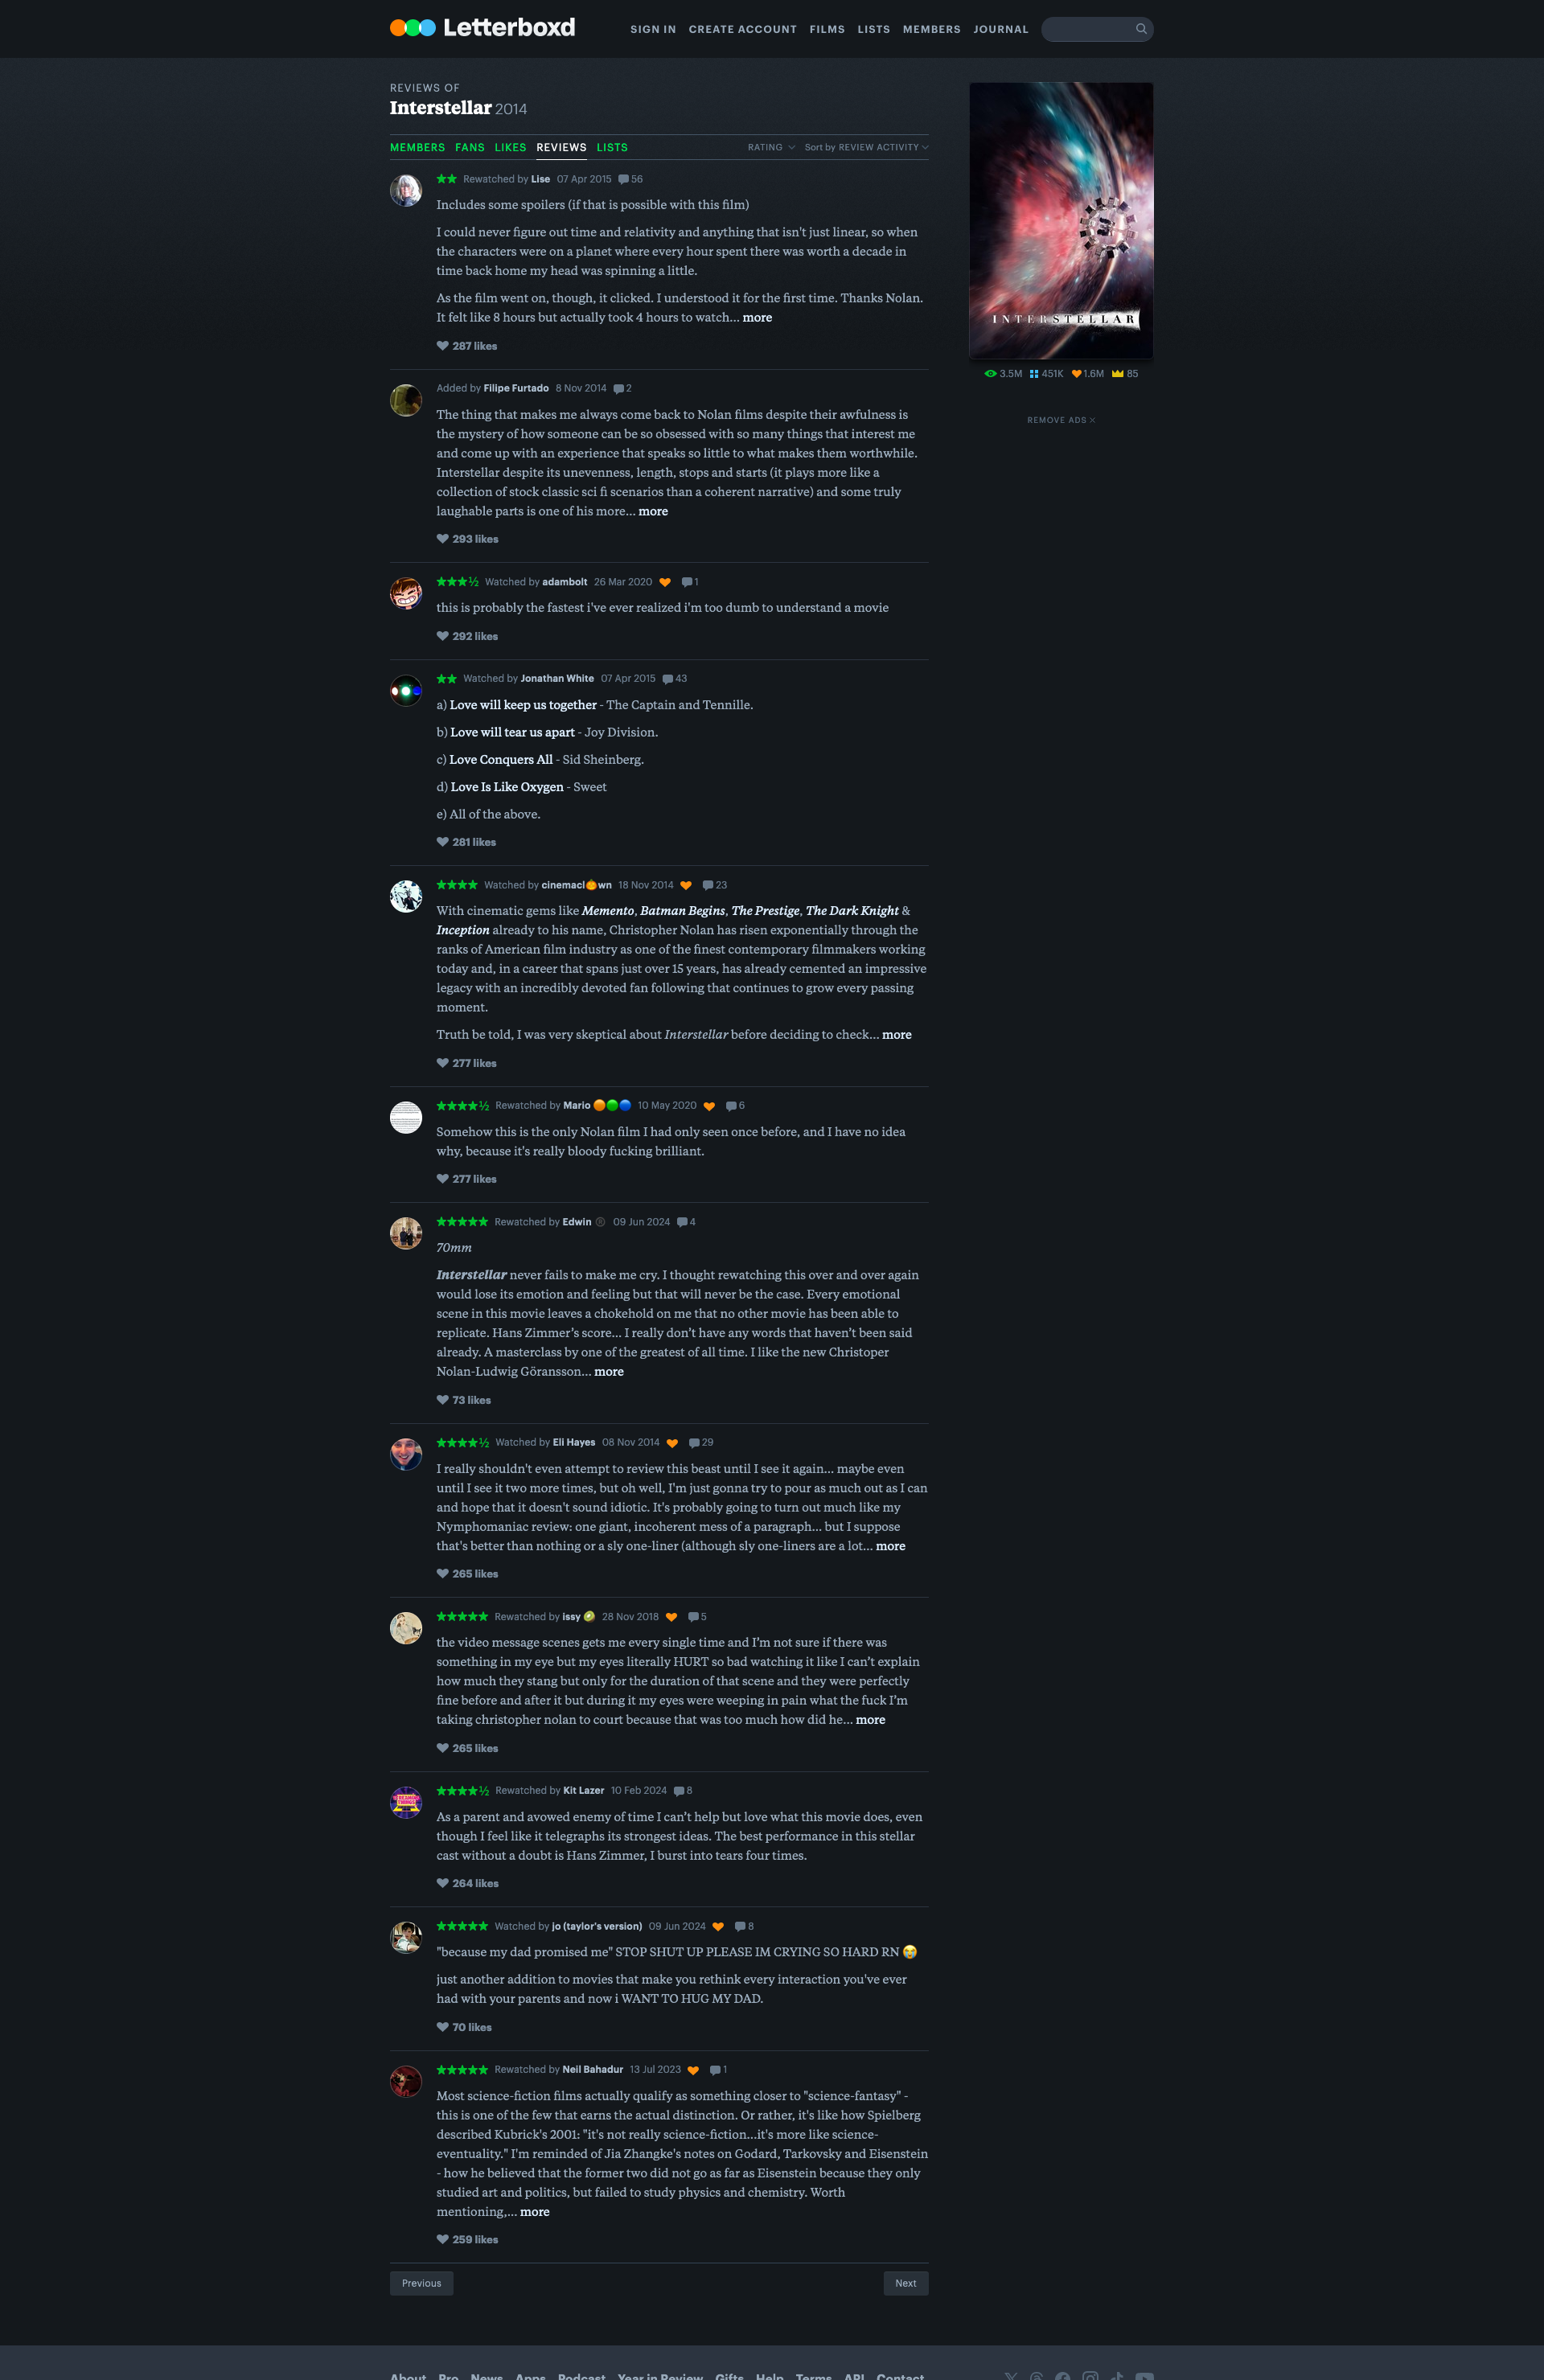 Letterboxd
SIGN IN CREATE ACCOUNT FILMS LISTS MEMBERS JOURNAL
REVIEWS OF
Interstellar 2014
MEMBERS FANS LIKES REVIEWS LISTS RATING Sort by REVIEW ACTIVITY
INTERSTELLAR
3.5M 451K 1.6M 85
REMOVE ADS
★★ Rewatched by Lise 07 Apr 2015 56
Includes some spoilers (if that is possible with this film)
I could never figure out time and relativity and anything that isn't just linear, so when
the characters were on a planet where every hour spent there was worth a decade in
time back home my head was spinning a little.
As the film went on, though, it clicked. I understood it for the first time. Thanks Nolan.
It felt like 8 hours but actually took 4 hours to watch... more
287 likes
Added by Filipe Furtado 8 Nov 2014 2
The thing that makes me always come back to Nolan films despite their awfulness is
the mystery of how someone can be so obsessed with so many things that interest me
and come up with an experience that speaks so little to what makes them worthwhile.
Interstellar despite its unevenness, length, stops and starts (it plays more like a
collection of stock classic sci fi scenarios than a coherent narrative) and some truly
laughable parts is one of his more... more
293 likes
★★★½ Watched by adambolt 26 Mar 2020 1
this is probably the fastest i've ever realized i'm too dumb to understand a movie
292 likes
★★ Watched by Jonathan White 07 Apr 2015 43
a) Love will keep us together - The Captain and Tennille.
b) Love will tear us apart - Joy Division.
c) Love Conquers All - Sid Sheinberg.
d) Love Is Like Oxygen - Sweet
e) All of the above.
281 likes
★★★★ Watched by cinemacl🎃wn 18 Nov 2014 23
With cinematic gems like Memento, Batman Begins, The Prestige, The Dark Knight &
Inception already to his name, Christopher Nolan has risen exponentially through the
ranks of American film industry as one of the finest contemporary filmmakers working
today and, in a career that spans just over 15 years, has already cemented an impressive
legacy with an incredibly devoted fan following that continues to grow every passing
moment.
Truth be told, I was very skeptical about Interstellar before deciding to check... more
277 likes
★★★★½ Rewatched by Mario 🟠🟢🔵 10 May 2020 6
Somehow this is the only Nolan film I had only seen once before, and I have no idea
why, because it's really bloody fucking brilliant.
277 likes
★★★★★ Rewatched by Edwin ® 09 Jun 2024 4
70mm
Interstellar never fails to make me cry. I thought rewatching this over and over again
would lose its emotion and feeling but that will never be the case. Every emotional
scene in this movie leaves a chokehold on me that no other movie has been able to
replicate. Hans Zimmer’s score... I really don’t have any words that haven’t been said
already. A masterclass by one of the greatest of all time. I like the new Christoper
Nolan-Ludwig Göransson... more
73 likes
★★★★½ Watched by Eli Hayes 08 Nov 2014 29
I really shouldn't even attempt to review this beast until I see it again... maybe even
until I see it two more times, but oh well, I'm just gonna try to pour as much out as I can
and hope that it doesn't sound idiotic. It's probably going to turn out much like my
Nymphomaniac review: one giant, incoherent mess of a paragraph... but I suppose
that's better than nothing or a sly one-liner (although sly one-liners are a lot... more
265 likes
★★★★★ Rewatched by issy 🥝 28 Nov 2018 5
the video message scenes gets me every single time and I’m not sure if there was
something in my eye but my eyes literally HURT so bad watching it like I can’t explain
how much they stang but only for the duration of that scene and they were perfectly
fine before and after it but during it my eyes were weeping in pain what the fuck I’m
taking christopher nolan to court because that was too much how did he... more
265 likes
★★★★½ Rewatched by Kit Lazer 10 Feb 2024 8
As a parent and avowed enemy of time I can’t help but love what this movie does, even
though I feel like it telegraphs its strongest ideas. The best performance in this stellar
cast without a doubt is Hans Zimmer, I burst into tears four times.
264 likes
★★★★★ Watched by jo (taylor’s version) 09 Jun 2024 8
"because my dad promised me" STOP SHUT UP PLEASE IM CRYING SO HARD RN 😭
just another addition to movies that make you rethink every interaction you've ever
had with your parents and now i WANT TO HUG MY DAD.
70 likes
★★★★★ Rewatched by Neil Bahadur 13 Jul 2023 1
Most science-fiction films actually qualify as something closer to "science-fantasy" -
this is one of the few that earns the actual distinction. Or rather, it's like how Spielberg
described Kubrick's 2001: "it's not really science-fiction...it's more like science-
eventuality." I'm reminded of Jia Zhangke's notes on Godard, Tarkovsky and Eisenstein
- how he believed that the former two did not go as far as Eisenstein because they only
studied art and politics, but failed to study physics and chemistry. Worth
mentioning,... more
259 likes
Previous Next
About Pro News Apps Podcast Year in Review Gifts Help Terms API Contact